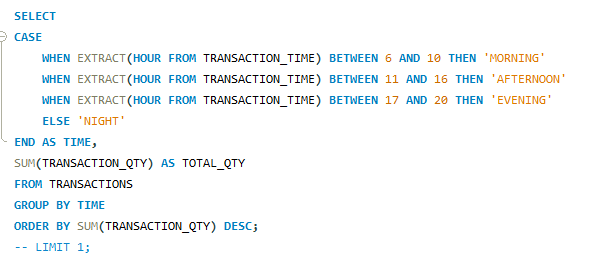 SELECT
CASE
WHEN EXTRACT(HOUR FROM TRANSACTION_TIME) BETWEEN 6 AND 10 THEN 'MORNING'
WHEN EXTRACT(HOUR FROM TRANSACTION_TIME) BETWEEN 11 AND 16 THEN 'AFTERNOON'
WHEN EXTRACT(HOUR FROM TRANSACTION_TIME) BETWEEN 17 AND 20 THEN 'EVENING'
ELSE 'NIGHT'
END AS TIME,
SUM(TRANSACTION_QTY) AS TOTAL_QTY
FROM TRANSACTIONS
GROUP BY TIME
ORDER BY SUM(TRANSACTION_QTY) DESC;
-- LIMIT 1;